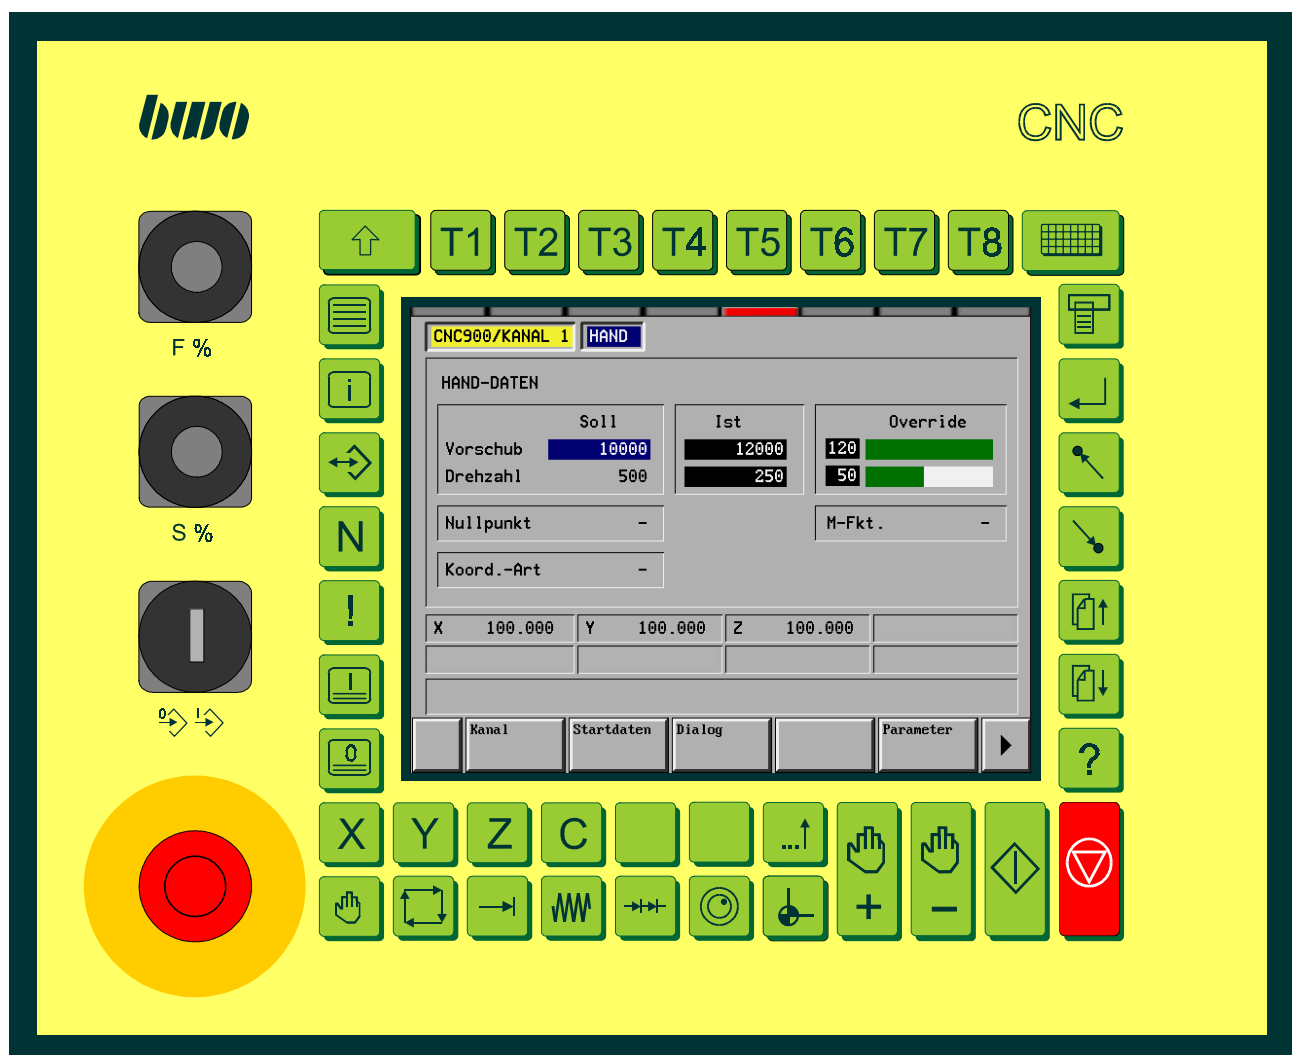 bwo
CNC
T1 T2 T3 T4 T5 T6 T7 T8
F %
CNC900/KANAL 1 HAND
i
HAND-DATEN
Soll Ist Override
Vorschub 10000 12000 120
Drehzahl 500 250 50
S %
N
Nullpunkt - M-Fkt. -
Koord.-Art -
!
X 100.000 Y 100.000 Z 100.000
I
0 I
Kanal Startdaten Dialog Parameter
0
?
X Y Z C ...
+ -